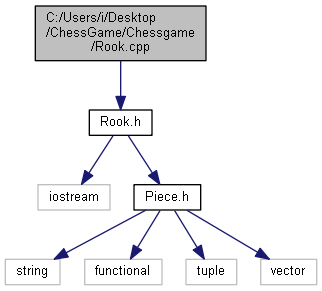 C:/Users/i/Desktop
/ChessGame/Chessgame
/Rook.cpp
Rook.h
iostream
Piece.h
string
functional
tuple
vector